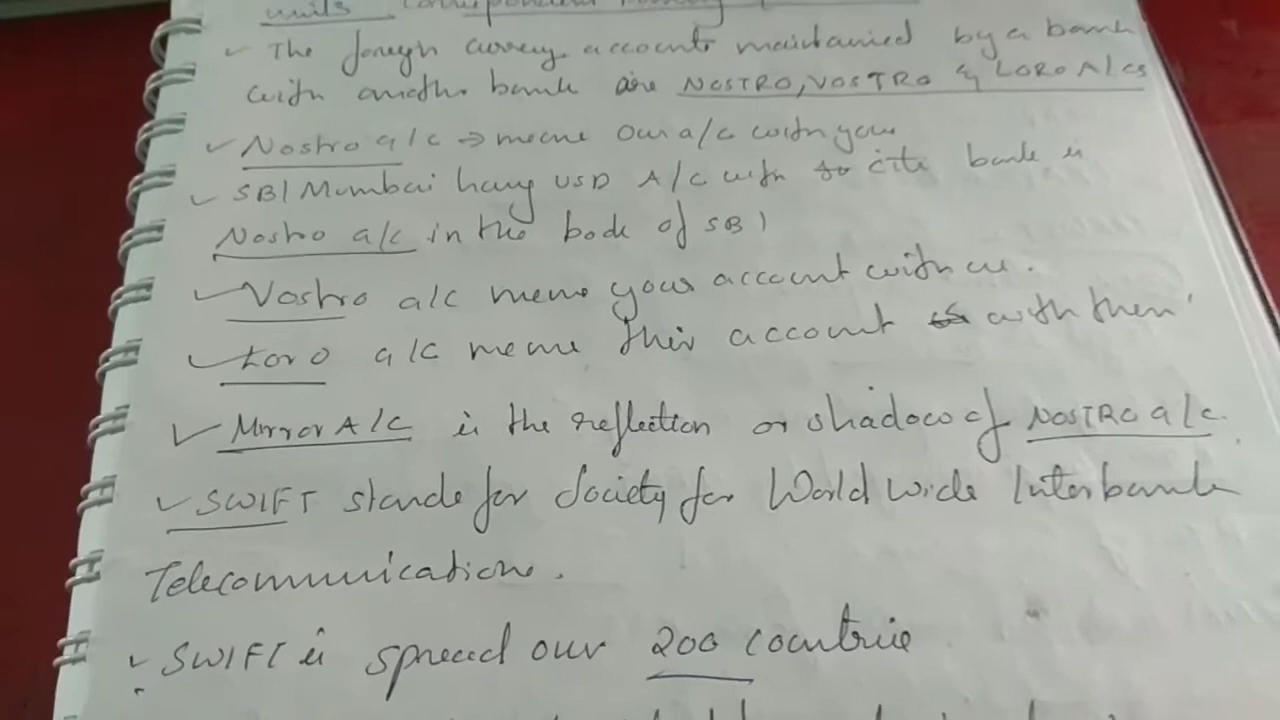 units correspondent
✓ The foreign currency accounts maintained by a bank
with another bank are NOSTRO, VOSTRO & LORO A/cs
✓ Nostro a/c → means Our a/c with you
✓ SBI Mumbai having USD A/c with citi bank is
Nostro a/c in the book of SBI
✓ Vostro a/c means your account with us.
✓ Loro a/c means their account with them'
✓ Mirror A/c is the reflection or shadow of NOSTRO a/c.
✓ SWIFT stands for Society for World Wide Interbank
Telecommunications.
✓ SWIFT is spread over 200 countries